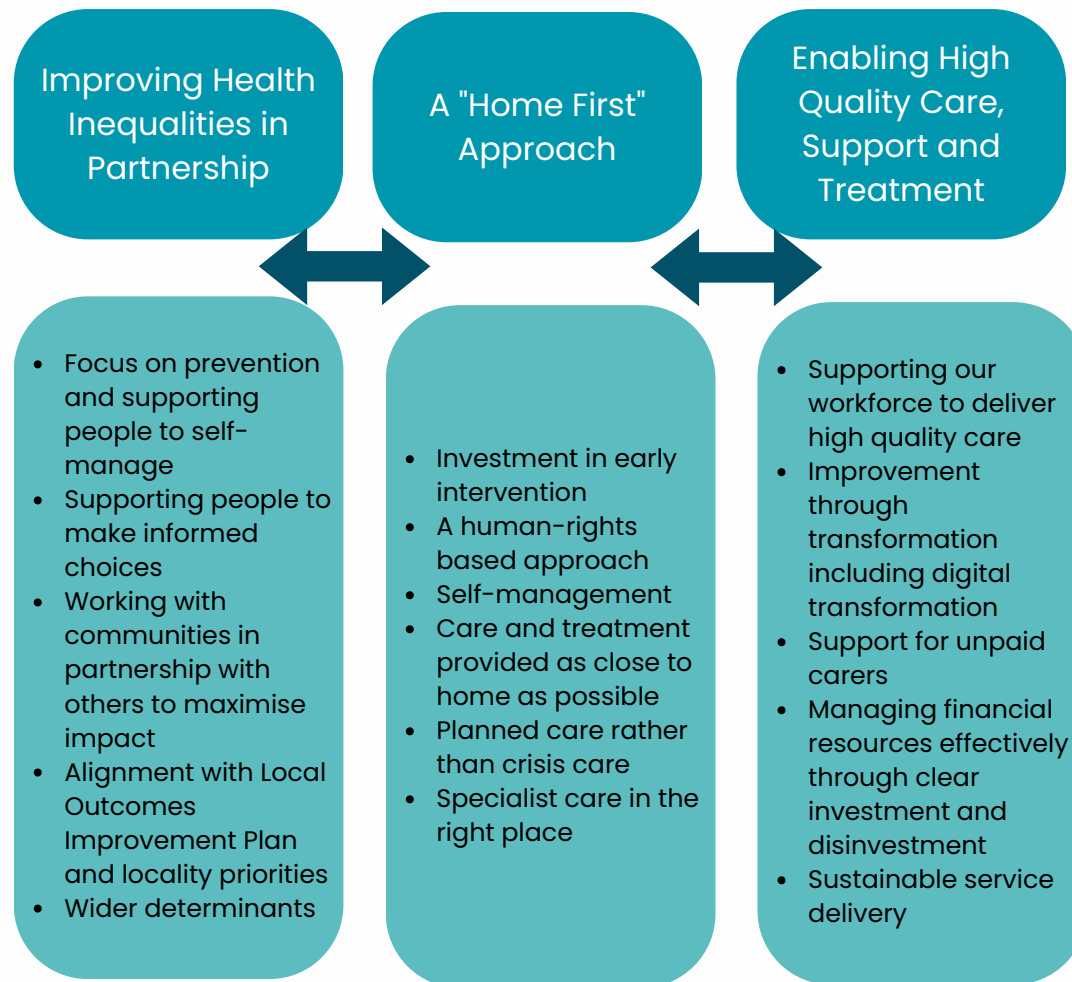 Improving Health
Inequalities in
Partnership
A "Home First"
Approach
Enabling High
Quality Care,
Support and
Treatment
• Focus on prevention
and supporting
people to self-
manage
• Supporting people to
make informed
choices
• Working with
communities in
partnership with
others to maximise
impact
• Alignment with Local
Outcomes
Improvement Plan
and locality priorities
• Wider determinants
• Investment in early
intervention
• A human-rights
based approach
• Self-management
• Care and treatment
provided as close to
home as possible
• Planned care rather
than crisis care
• Specialist care in the
right place
• Supporting our
workforce to deliver
high quality care
• Improvement
through
transformation
including digital
transformation
• Support for unpaid
carers
• Managing financial
resources effectively
through clear
investment and
disinvestment
• Sustainable service
delivery